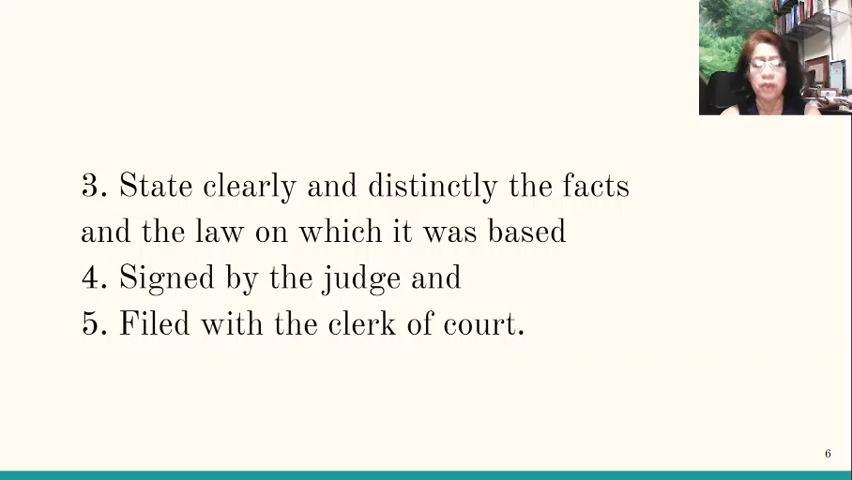 3. State clearly and distinctly the facts
and the law on which it was based
4. Signed by the judge and
5. Filed with the clerk of court.
6